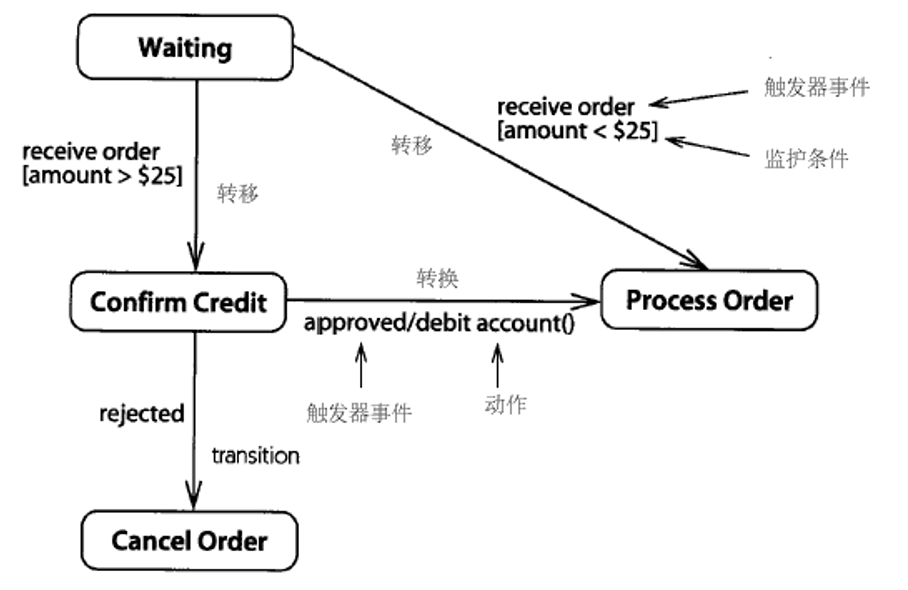 Waiting
receive order
[amount < $25]
触发器事件
监护条件
转移
receive order
[amount > $25]
转移
转换
Confirm Credit
Process Order
approved/debit account()
触发器事件
动作
rejected
transition
Cancel Order